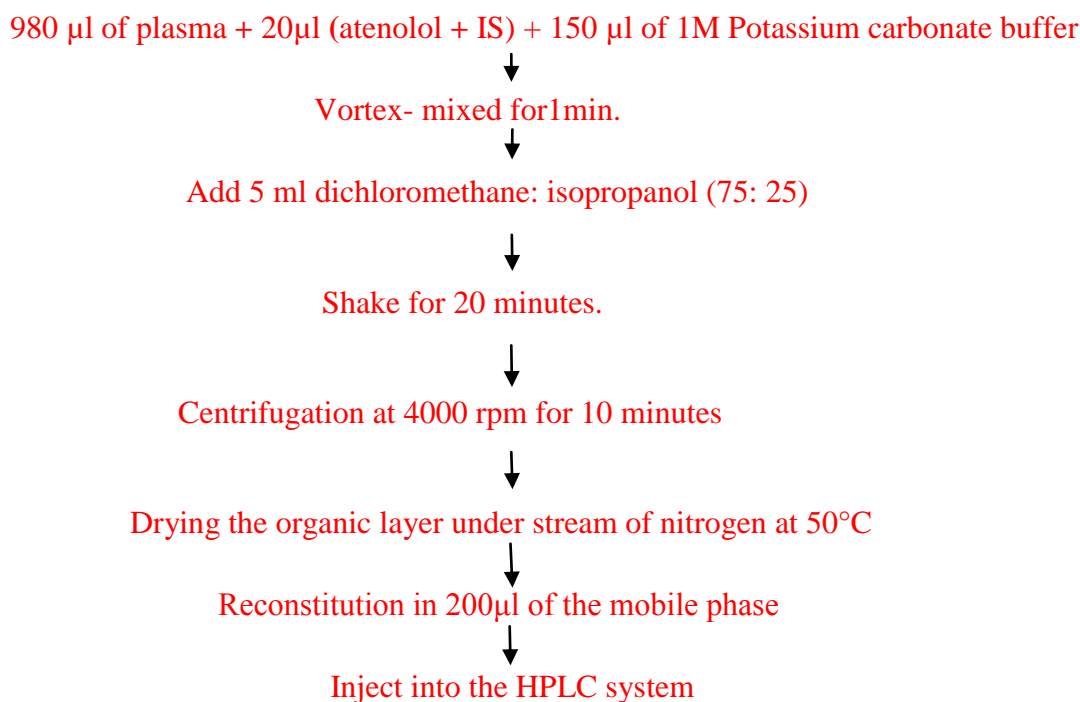 980 µl of plasma + 20µl (atenolol + IS) + 150 µl of 1M Potassium carbonate buffer
Vortex- mixed for1min.
Add 5 ml dichloromethane: isopropanol (75: 25)
Shake for 20 minutes.
Centrifugation at 4000 rpm for 10 minutes
Drying the organic layer under stream of nitrogen at 50°C
Reconstitution in 200µl of the mobile phase
Inject into the HPLC system